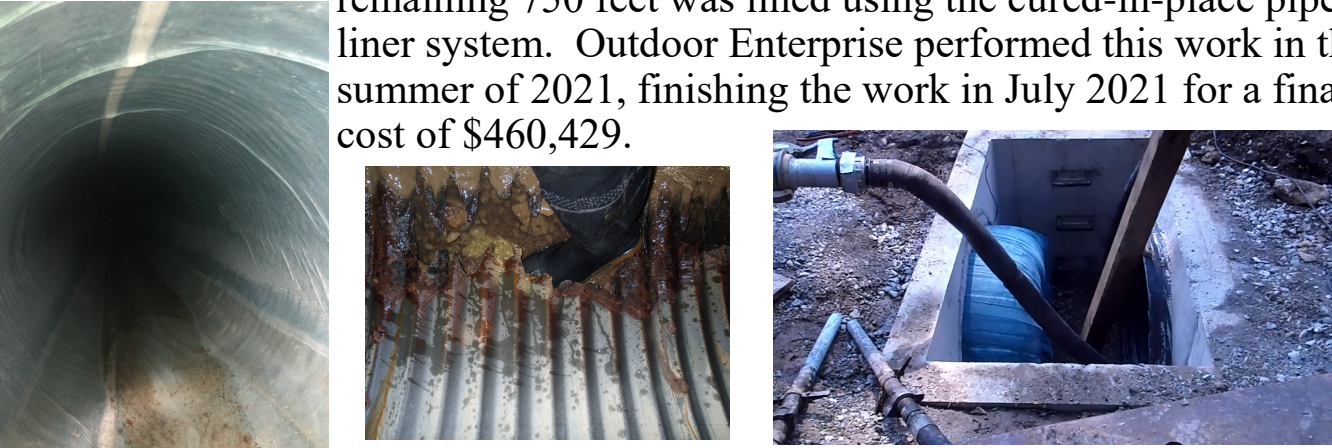 remaining 750 feet was lined using the cured-in-place pipe
liner system.  Outdoor Enterprise performed this work in th
summer of 2021, finishing the work in July 2021 for a fina
cost of $460,429.